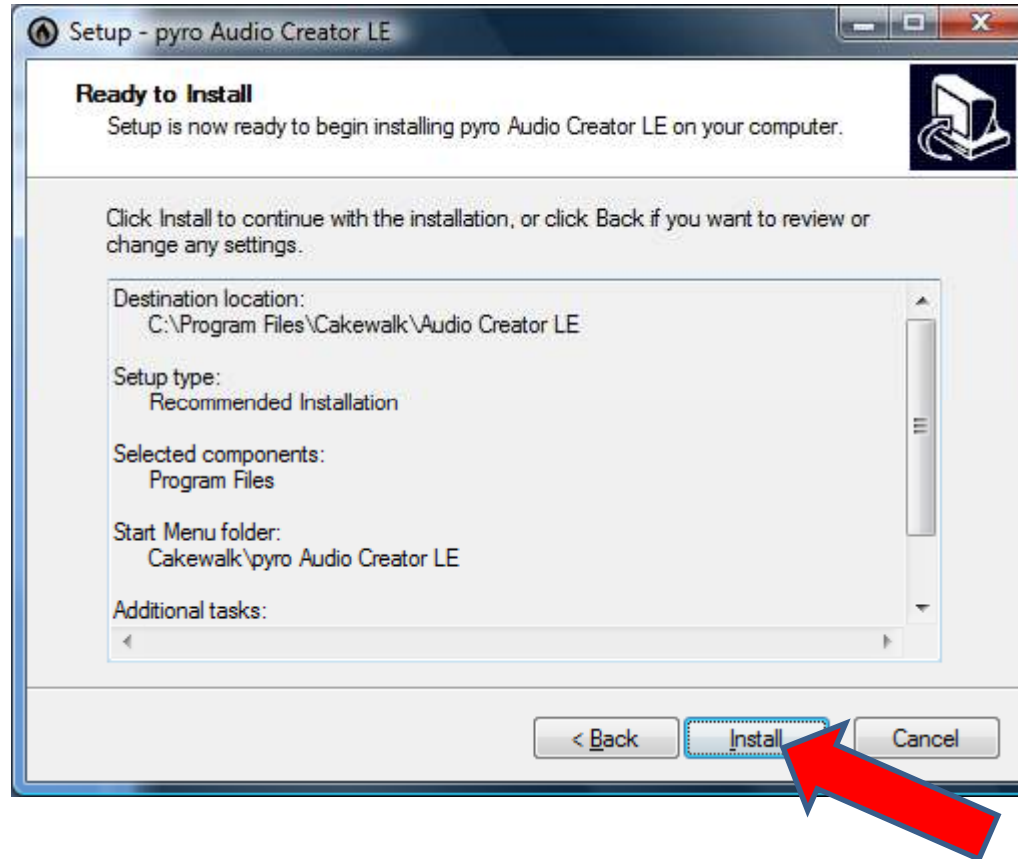 Setup - pyro Audio Creator LE
Ready to Install
Setup is now ready to begin installing pyro Audio Creator LE on your computer.
Click Install to continue with the installation, or click Back if you want to review or
change any settings.
Destination location:
C:\Program Files\Cakewalk\Audio Creator LE
Setup type:
Recommended Installation
Selected components:
Program Files
Start Menu folder:
Cakewalk\pyro Audio Creator LE
Additional tasks:
< Back Install Cancel